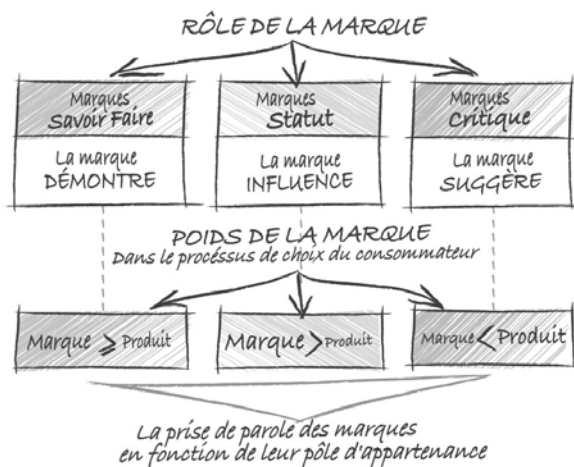 RÔLE DE LA MARQUE
Marques
Savoir Faire
Marques
Statut
Marques
Critique
La marque
DÉMONTRE
La marque
INFLUENCE
La marque
SUGGÈRE
POIDS DE LA MARQUE
Dans le procéssus de choix du consommateur
Marque ⩾ Produit
Marque > Produit
Marque < Produit
La prise de parole des marques
en fonction de leur pôle d'appartenance